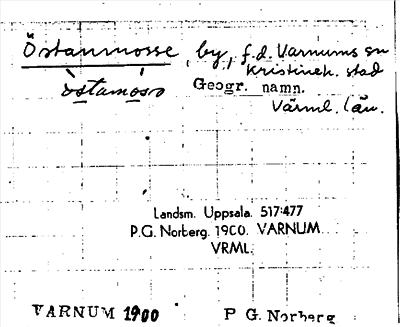 Östanmosse, by, f.d. Varnums sn
Kristineh. stad
östamósn Geogr. namn.
Värml. län.
Landsm. Uppsala. 517:477
P.G. Norberg. 1900. VARNUM
VRML.
VARNUM 1900 P G. Norberg